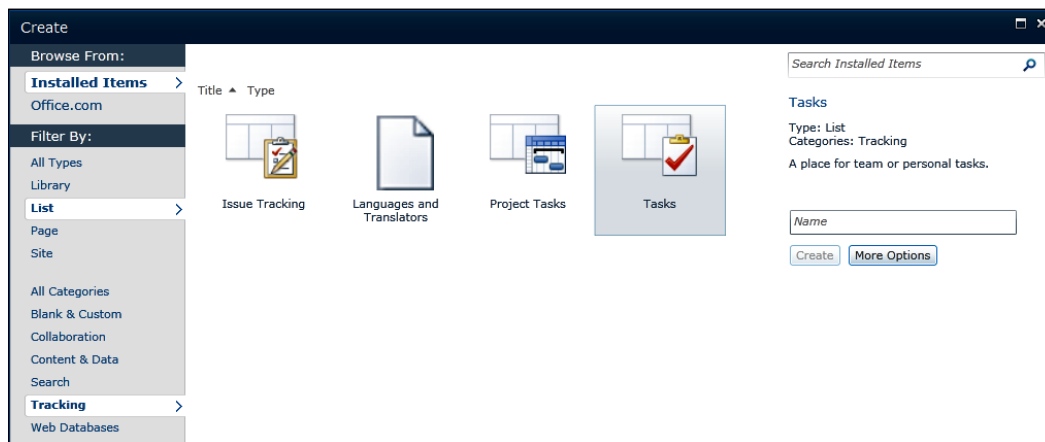 Create
Browse From:
Installed Items
Office.com
Filter By:
All Types
Library
List
Page
Site
All Categories
Blank & Custom
Collaboration
Content & Data
Search
Tracking
Web Databases
Title Type
Issue Tracking
Languages and
Translators
Project Tasks
Tasks
Search Installed Items
Tasks
Type: List
Categories: Tracking
A place for team or personal tasks.
Name
Create More Options